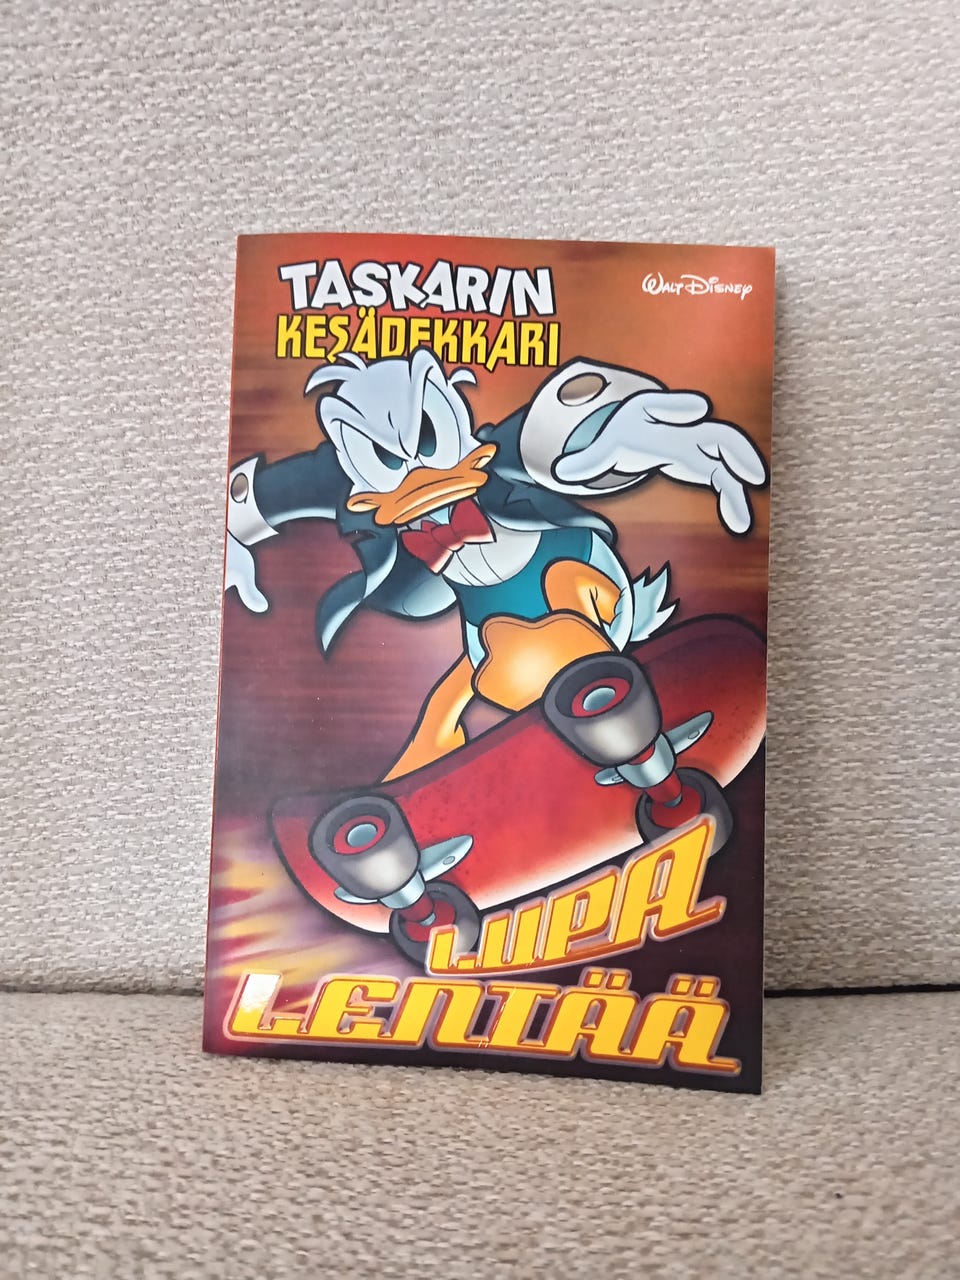 TASKARIN
WALT DISNEY
KESÄDEKKARI
LUPA
LENTÄÄ